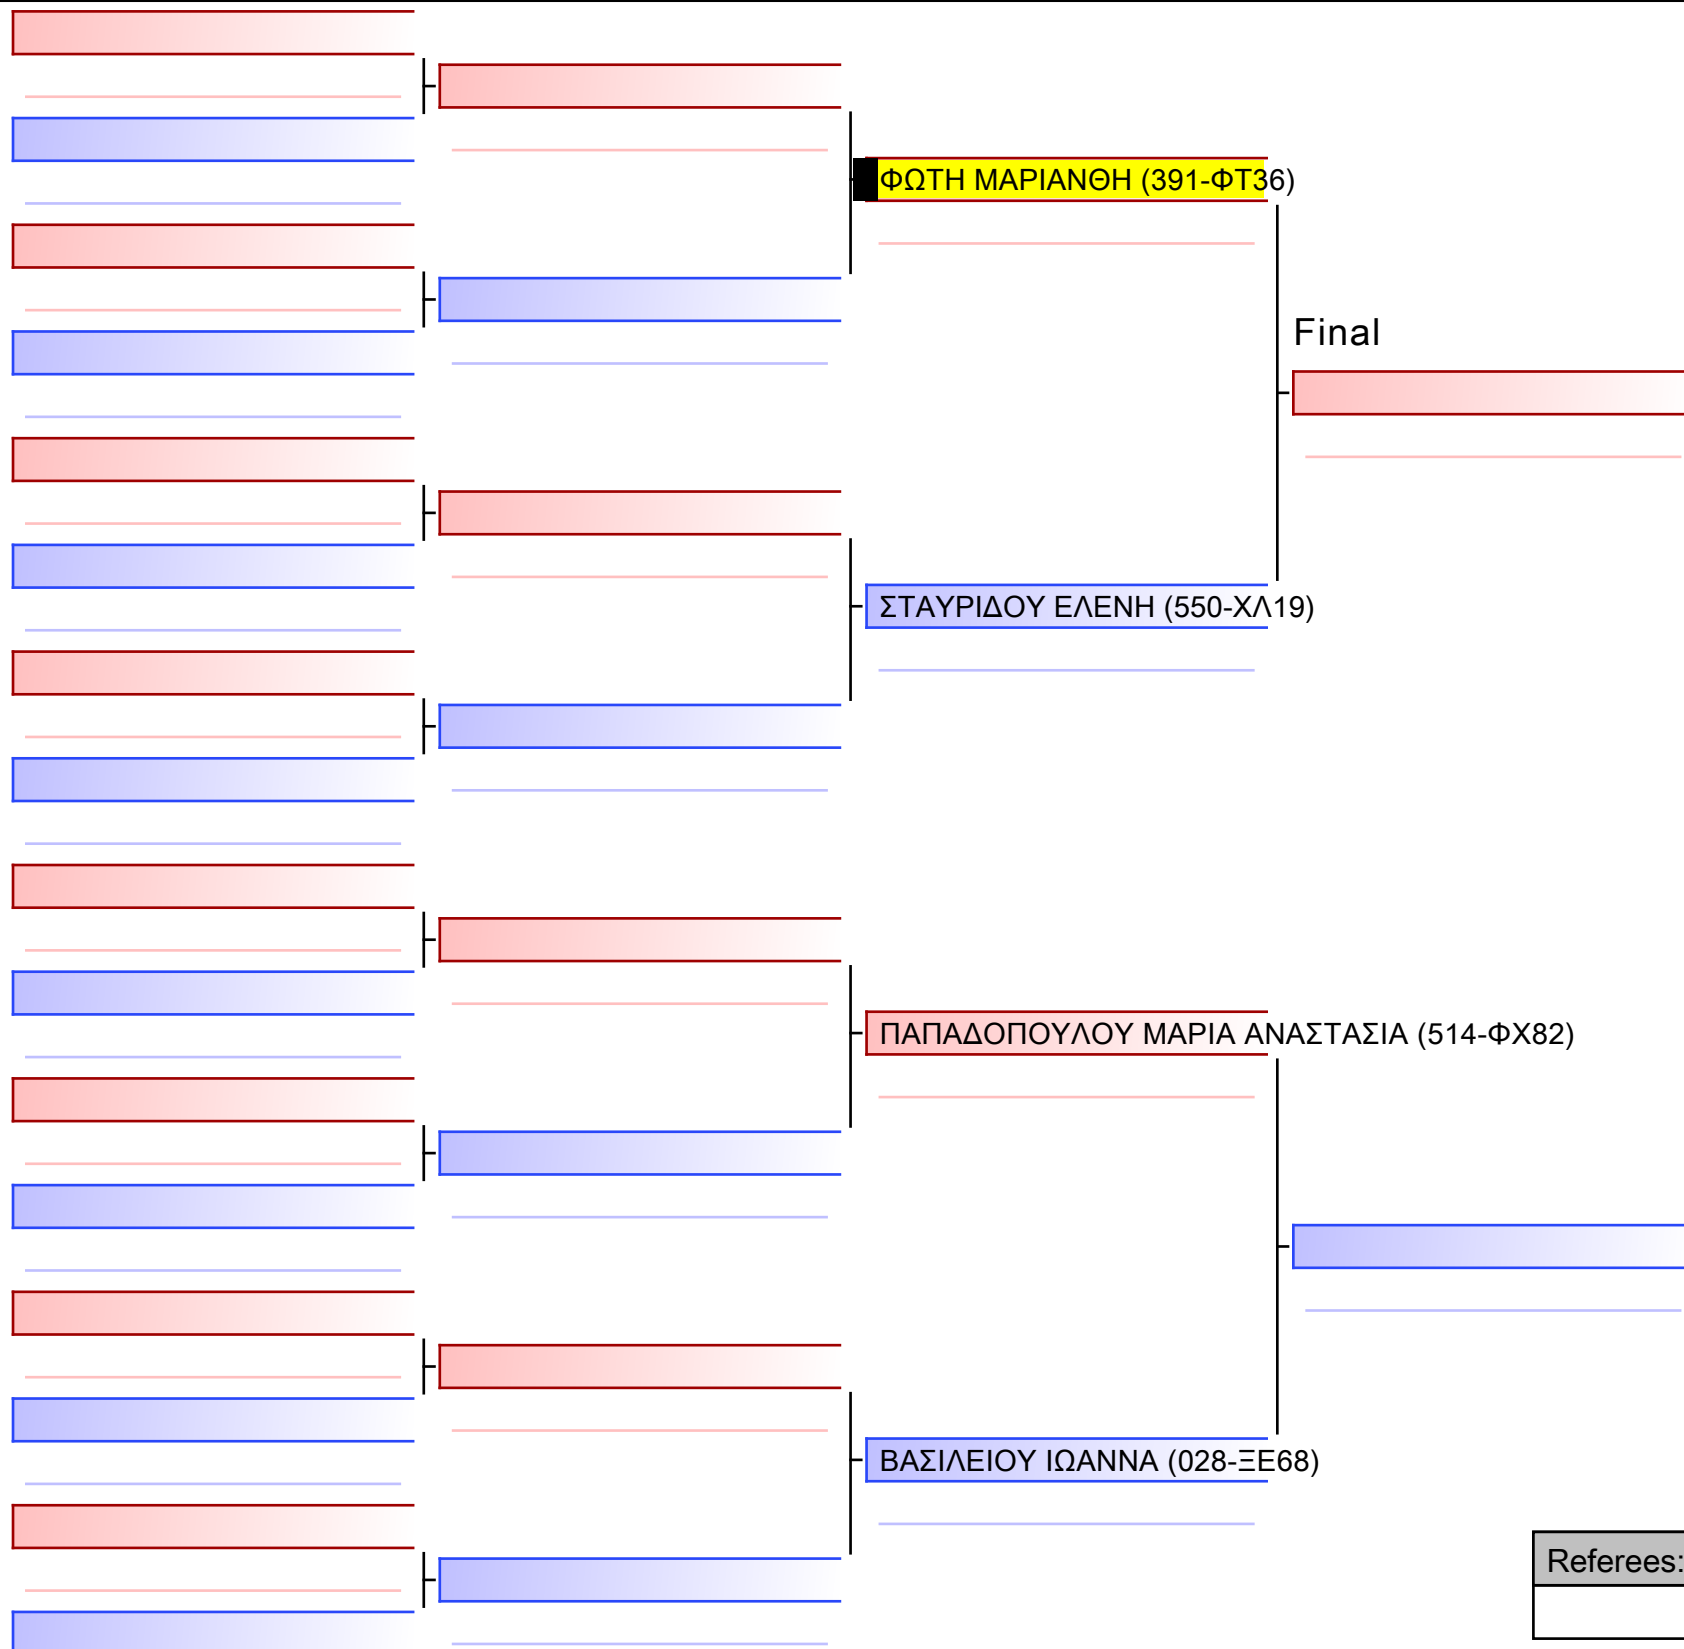 ΦΩΤΗ ΜΑΡΙΑΝΘΗ (391-ΦΤ36)
Final
ΣΤΑΥΡΙΔΟΥ ΕΛΕΝΗ (550-ΧΛ19)
ΠΑΠΑΔΟΠΟΥΛΟΥ ΜΑΡΙΑ ΑΝΑΣΤΑΣΙΑ (514-ΦΧ82)
ΒΑΣΙΛΕΙΟΥ ΙΩΑΝΝΑ (028-ΞΕ68)
Referees: